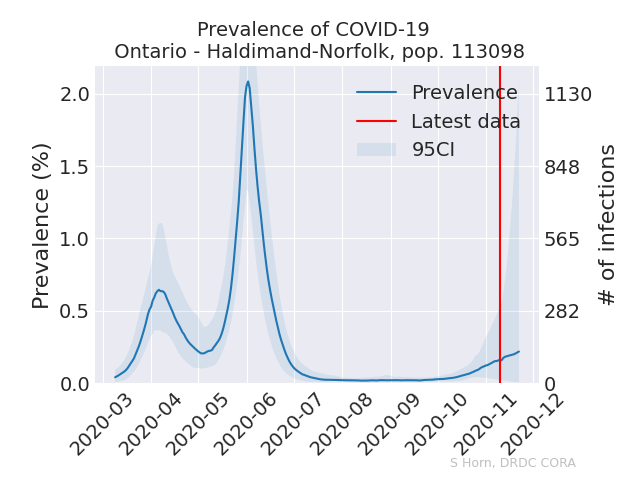 Prevalence of COVID-19
Ontario - Haldimand-Norfolk, pop. 113098
Prevalence
Latest data
95CI
Prevalence (%)
2.0
1.5
1.0
0.5
0.0
# of infections
1130
848
565
282
0
2020-03
2020-04
2020-05
2020-06
2020-07
2020-08
2020-09
2020-10
2020-11
2020-12
S Horn, DRDC CORA